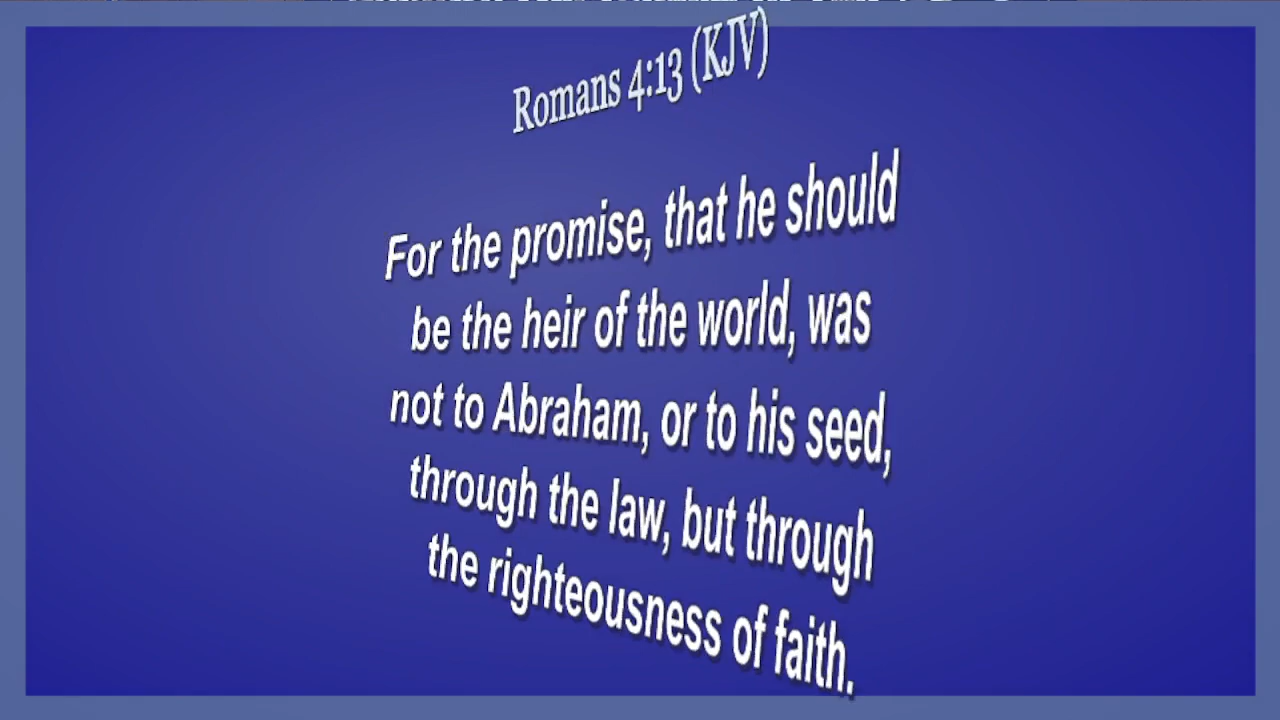 Romans 4:13 (KJV)
For the promise, that he should
be the heir of the world, was
not to Abraham, or to his seed,
through the law, but through
the righteousness of faith.